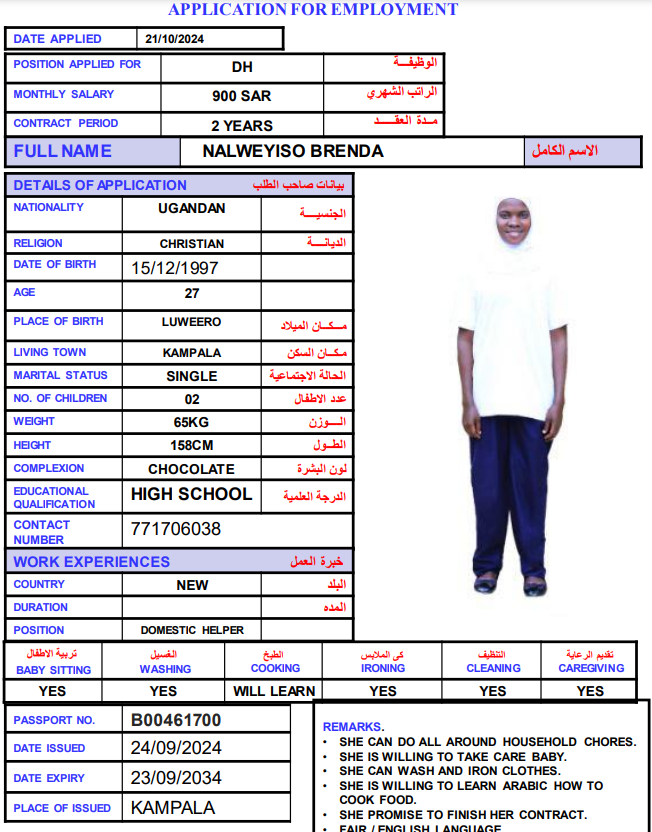 APPLICATION FOR EMPLOYMENT
DATE APPLIED 21/10/2024
POSITION APPLIED FOR DH الوظيفـــة
MONTHLY SALARY 900 SAR الراتب الشهري
CONTRACT PERIOD 2 YEARS مـدة العقـــد
FULL NAME NALWEYISO BRENDA الاسم الكامل
DETAILS OF APPLICATION بيانات صاحب الطلب
NATIONALITY UGANDAN الجنسيـــة
RELIGION CHRISTIAN الديانــــة
DATE OF BIRTH 15/12/1997
AGE 27
PLACE OF BIRTH LUWEERO مـــكــان الميلاد
LIVING TOWN KAMPALA مكــان السكن
MARITAL STATUS SINGLE الحالة الاجتماعية
NO. OF CHILDREN 02 عدد الاطفال
WEIGHT 65KG الـــوزن
HEIGHT 158CM الطــول
COMPLEXION CHOCOLATE لون البشرة
EDUCATIONAL QUALIFICATION HIGH SCHOOL الدرجة العلمية
CONTACT NUMBER 771706038
WORK EXPERIENCES خبرة العمل
COUNTRY NEW البلد
DURATION المده
POSITION DOMESTIC HELPER
تربية الاطفال الغسيل الطبخ كي الملابس التنظيف تقديم الرعاية
BABY SITTING WASHING COOKING IRONING CLEANING CAREGIVING
YES YES WILL LEARN YES YES YES
PASSPORT NO. B00461700
DATE ISSUED 24/09/2024
DATE EXPIRY 23/09/2034
PLACE OF ISSUED KAMPALA
REMARKS.
• SHE CAN DO ALL AROUND HOUSEHOLD CHORES.
• SHE IS WILLING TO TAKE CARE BABY.
• SHE CAN WASH AND IRON CLOTHES.
• SHE IS WILLING TO LEARN ARABIC HOW TO
COOK FOOD.
• SHE PROMISE TO FINISH HER CONTRACT.
• FAIR / ENGLISH LANGUAGE